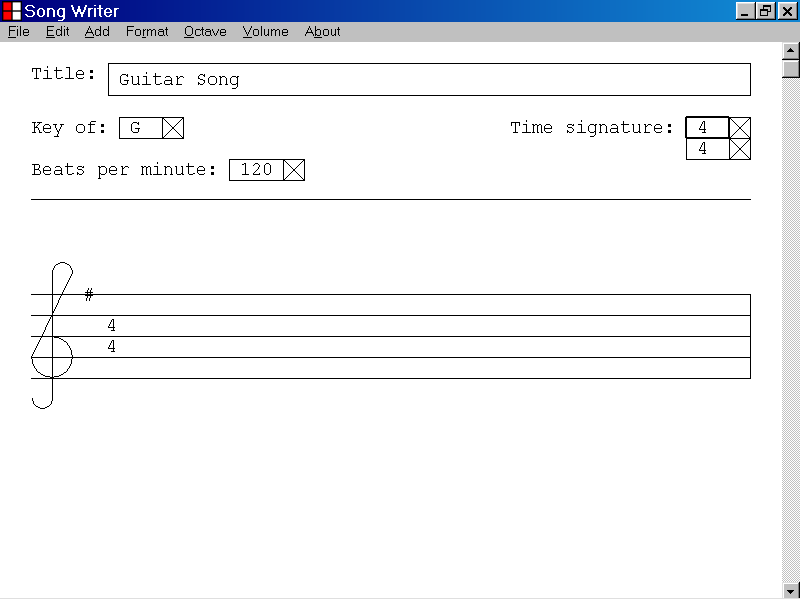 Song Writer
File Edit Add Format Octave Volume About
Title: Guitar Song
Key of: G Time signature: 4
4
Beats per minute: 120
#
4
4